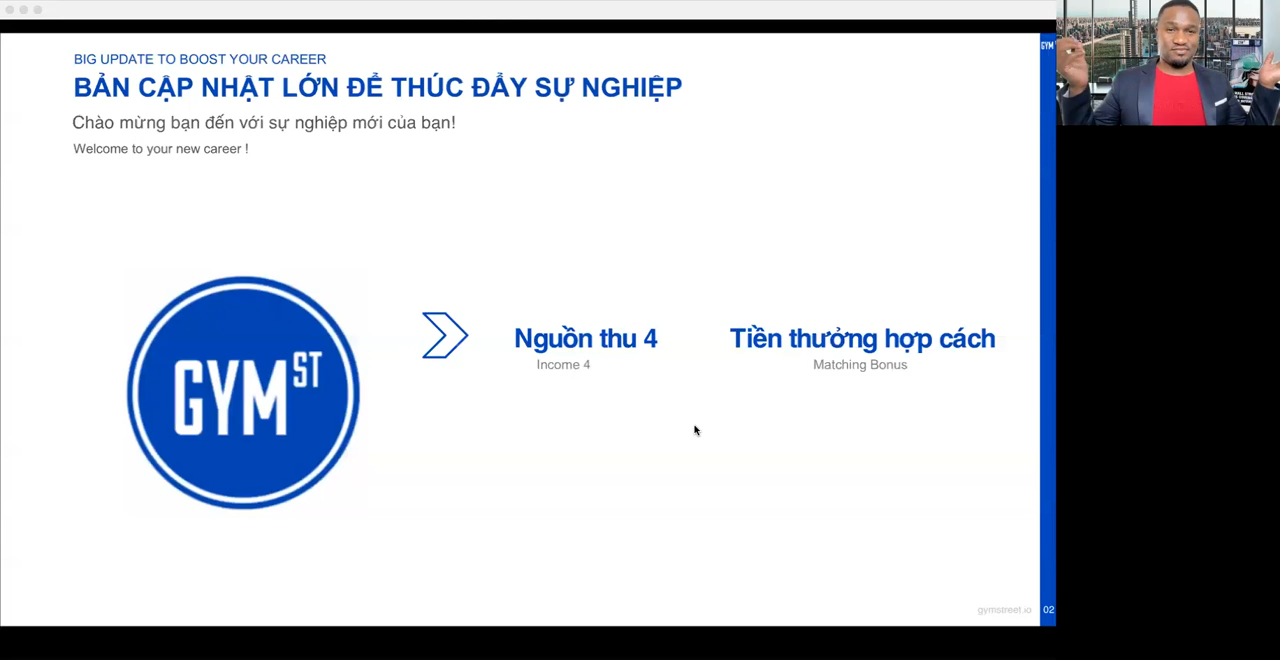 BIG UPDATE TO BOOST YOUR CAREER
BẢN CẬP NHẬT LỚN ĐỂ THÚC ĐẨY SỰ NGHIỆP
Chào mừng bạn đến với sự nghiệp mới của bạn!
Welcome to your new career !
GYM ST
Nguồn thu 4
Income 4
Tiền thưởng hợp cách
Matching Bonus
gymstreet.io
02
GYM